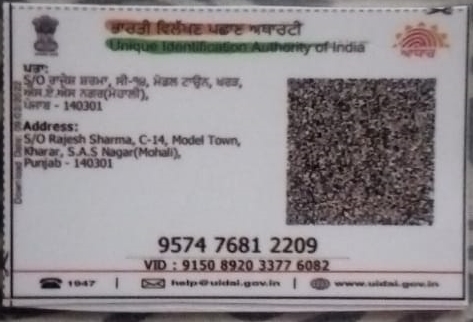 ਭਾਰਤੀ ਵਿਲੱਖਣ ਪਛਾਣ ਅਥਾਰਟੀ
Unique Identification Authority of India
ਆਧਾਰ
ਪਤਾ:
S/O ਰਾਜੇਸ਼ ਸ਼ਰਮਾ, ਸੀ-੧੪, ਮੋਡਲ ਟਾਊਨ, ਖਰੜ,
ਐਸ.ਏ.ਐਸ ਨਗਰ(ਮੋਹਾਲੀ),
ਪੰਜਾਬ - 140301
Address:
S/O Rajesh Sharma, C-14, Model Town,
Kharar, S.A.S Nagar(Mohali),
Punjab - 140301
Download Date:
9574 7681 2209
VID : 9150 8920 3377 6082
1947 | help@uidai.gov.in | www.uidai.gov.in